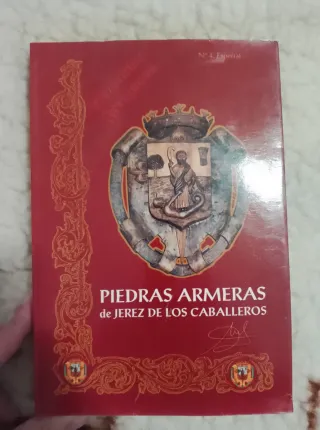 PIEDRAS ARMERAS
de JEREZ DE LOS CABALLEROS